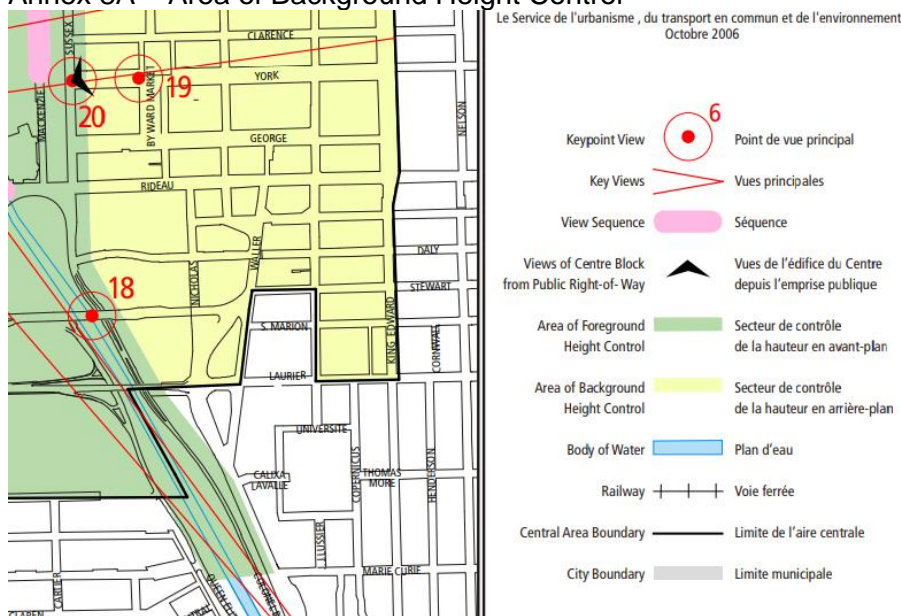 Annex 8A – Area of Background Height Control
Le Service de l'urbanisme , du transport en commun et de l'environnement
Octobre 2006
SUSSEX
CLARENCE
YORK
19
20
MACKENZIE
BY WARD MARKET
NELSON
GEORGE
RIDEAU
WALLER
NICHOLAS
DALY
STEWART
18
S. MARION
KING EDWARD
CORNWAL
LAURIER
UNIVERSITE
COPERNICUS
HENDERSON
CALIXA
LAVALLE
THOMAS
MORE
J.LUSSIER
MARIE CURIE
CARTIER
QUEEN EL
COLONEL B
CLAREN
6
Keypoint View Point de vue principal
Key Views Vues principales
View Sequence Séquence
Views of Centre Block Vues de l'édifice du Centre
from Public Right-of- Way depuis l'emprise publique
Area of Foreground Secteur de contrôle
Height Control de la hauteur en avant-plan
Area of Background Secteur de contrôle
Height Control de la hauteur en arrière-plan
Body of Water Plan d'eau
Railway Voie ferrée
Central Area Boundary Limite de l'aire centrale
City Boundary Limite municipale